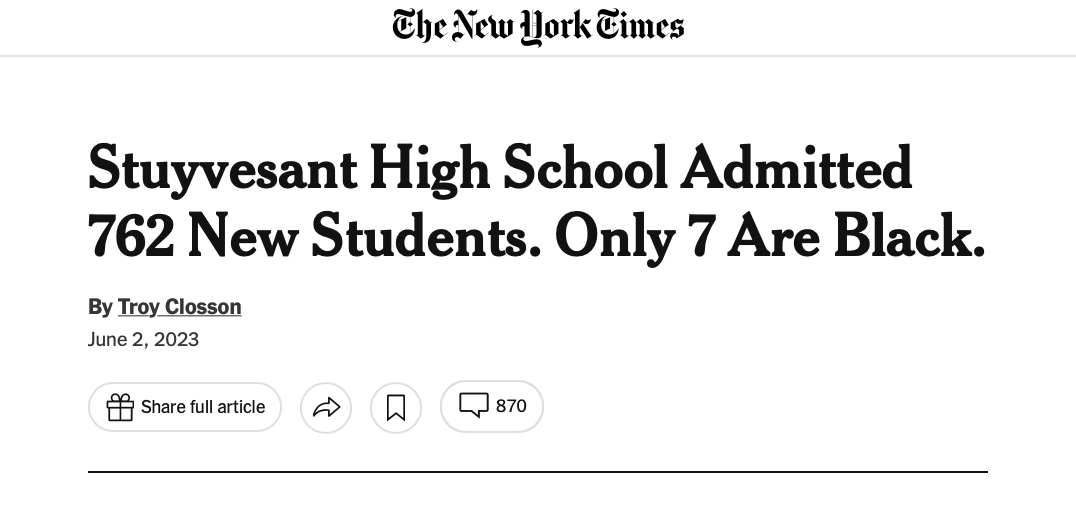 The New York Times
Stuyvesant High School Admitted
762 New Students. Only 7 Are Black.
By Troy Closson
June 2, 2023
Share full article
870